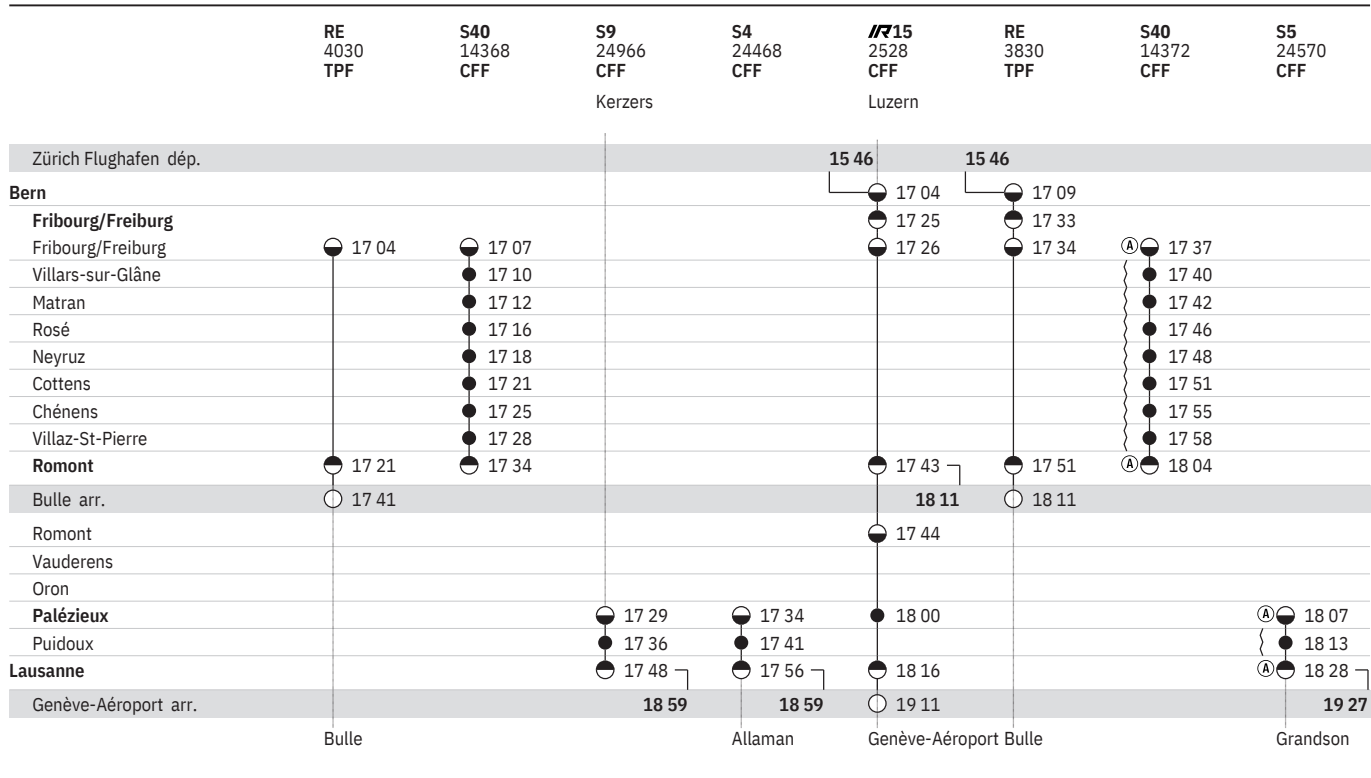 RE S40 S9 S4 IR15 RE S40 S5
4030 14368 24966 24468 2528 3830 14372 24570
TPF CFF CFF CFF CFF TPF CFF CFF
Kerzers Luzern
Zürich Flughafen dép. 15 46 15 46
Bern 17 04 17 09
Fribourg/Freiburg 17 25 17 33
Fribourg/Freiburg 17 04 17 07 17 26 17 34 A 17 37
Villars-sur-Glâne 17 10 17 40
Matran 17 12 17 42
Rosé 17 16 17 46
Neyruz 17 18 17 48
Cottens 17 21 17 51
Chénens 17 25 17 55
Villaz-St-Pierre 17 28 17 58
Romont 17 21 17 34 17 43 17 51 A 18 04
Bulle arr. 17 41 18 11 18 11
Romont 17 44
Vauderens
Oron
Palézieux 17 29 17 34 18 00 A 18 07
Puidoux 17 36 17 41 18 13
Lausanne 17 48 17 56 18 16 A 18 28
Genève-Aéroport arr. 18 59 18 59 19 11 19 27
Bulle Allaman Genève-Aéroport Bulle Grandson